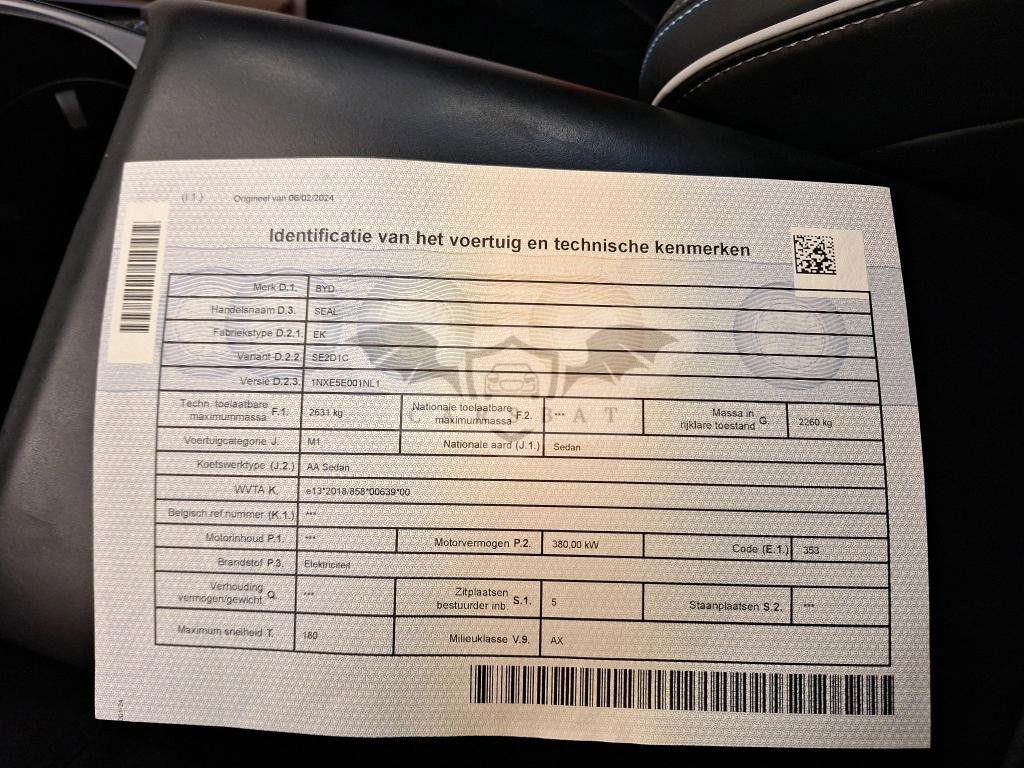 (I.1.) Origineel van 06/02/2024
Identificatie van het voertuig en technische kenmerken
Merk D.1. BYD
Handelsnaam D.3. SEAL
Fabriekstype D.2.1. EK
Variant D.2.2. SE2D1C
Versie D.2.3. 1NXE5E001NL1
Techn. toelaatbare maximummassa F.1. 2631 kg Nationale toelaatbare maximummassa F.2. *** Massa in rijklare toestand G. 2260 kg
CARBAT
Voertuigcategorie J. M1 Nationale aard (J.1.) Sedan
Koetswerktype (J.2.) AA Sedan
WVTA K. e13*2018/858*00639*00
Belgisch ref nummer (K.1.) ***
Motorinhoud P.1. *** Motorvermogen P.2. 380.00 kW Code (E.1.) 353
Brandstof P.3. Elektriciteit
Verhouding vermogen/gewicht Q. *** Zitplaatsen bestuurder inb. S.1. 5 Staanplaatsen S.2. ***
Maximum snelheid T. 180 Milieuklasse V.9. AX